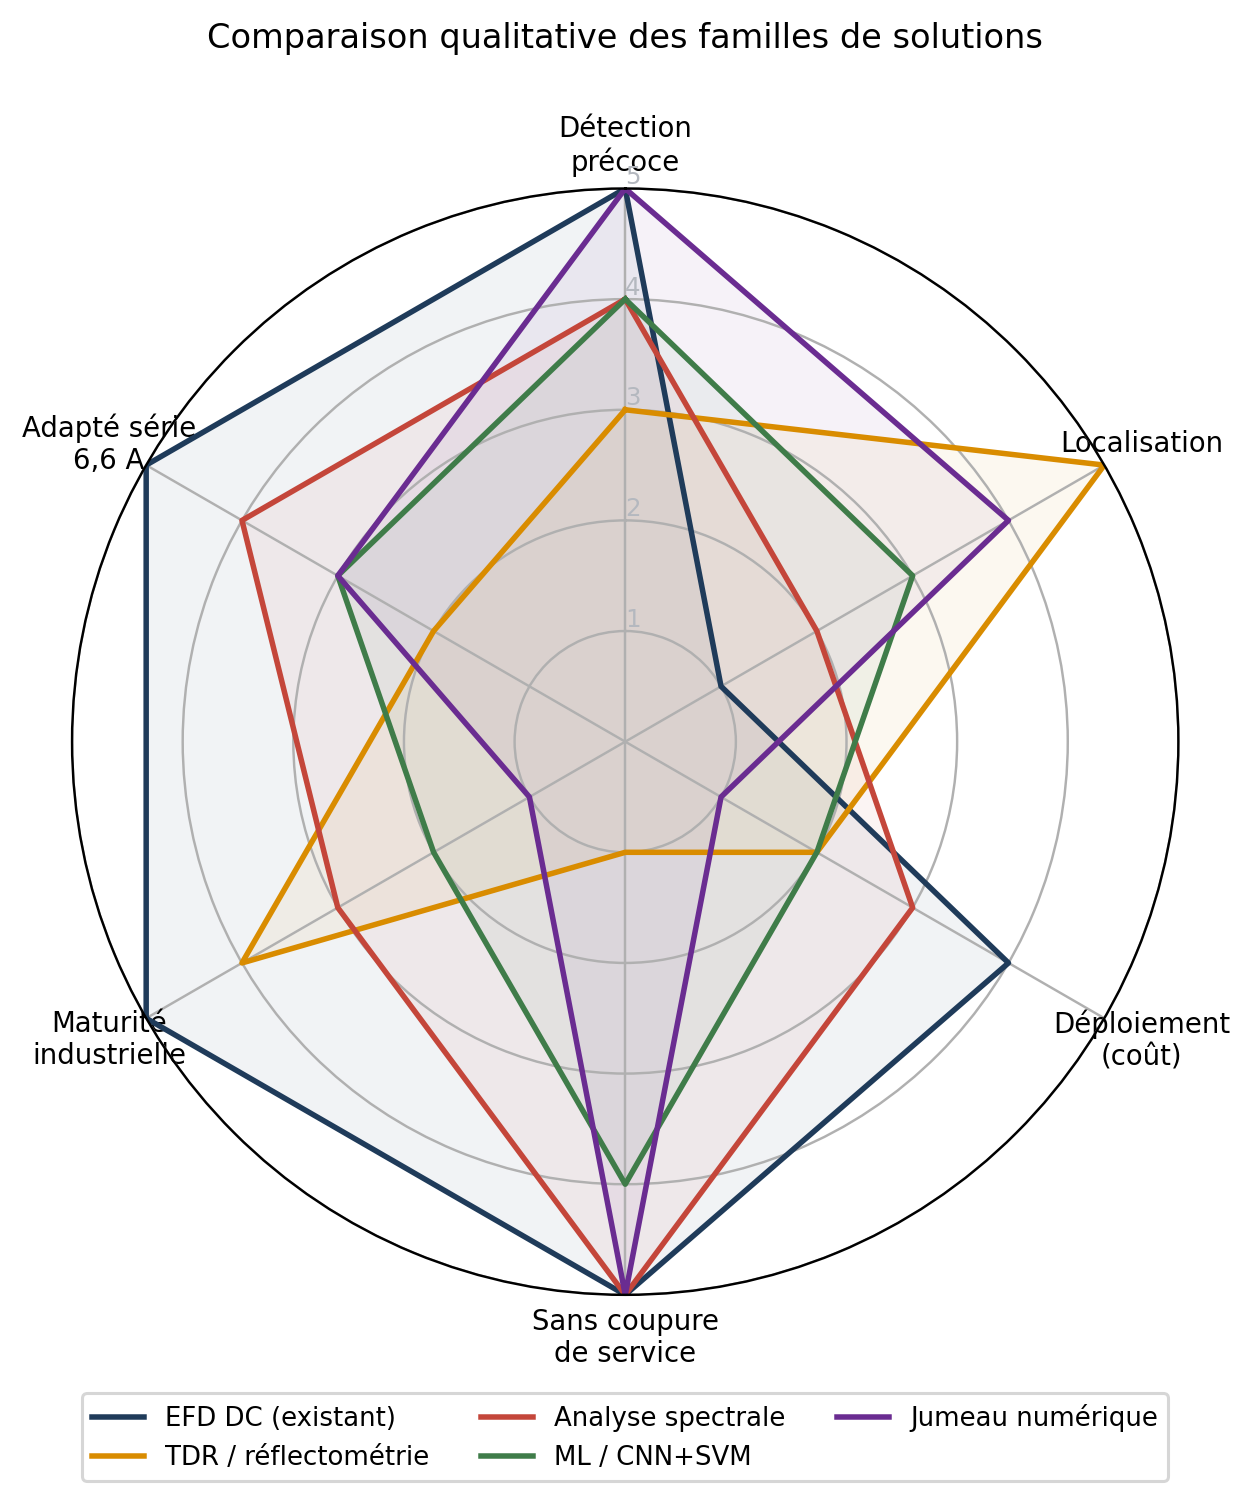 Comparaison qualitative des familles de solutions
Détection
précoce
5
4
Adapté série
6,6 A
3
Localisation
2
1
Maturité
industrielle
Déploiement
(coût)
Sans coupure
de service
EFD DC (existant)
Analyse spectrale
Jumeau numérique
TDR / réflectométrie
ML / CNN+SVM